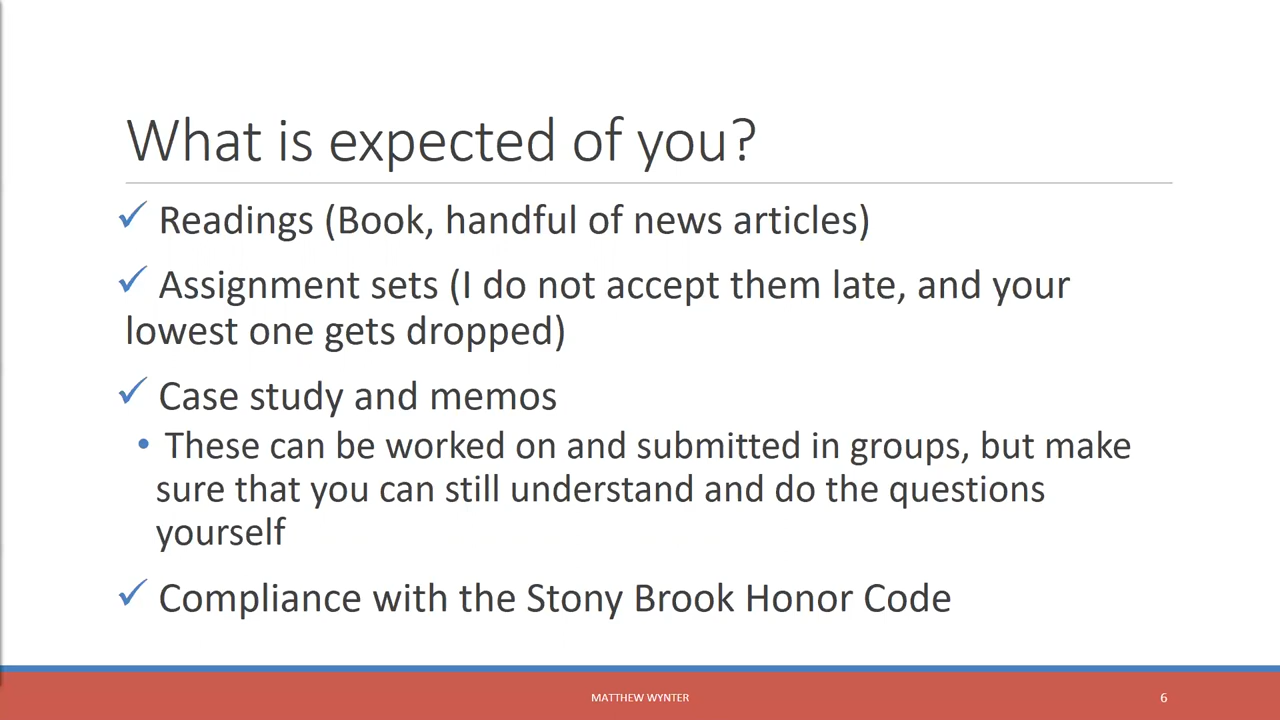 What is expected of you?
✓ Readings (Book, handful of news articles)
✓ Assignment sets (I do not accept them late, and your
lowest one gets dropped)
✓ Case study and memos
• These can be worked on and submitted in groups, but make
sure that you can still understand and do the questions
yourself
✓ Compliance with the Stony Brook Honor Code
MATTHEW WYNTER
6